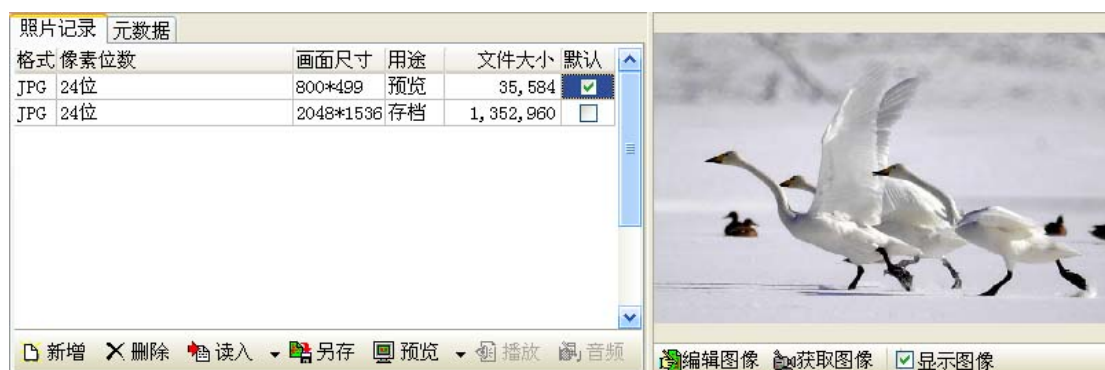 照片记录 元数据
格式 像素位数 画面尺寸 用途 文件大小 默认
JPG 24位 800*499 预览 35,584
JPG 24位 2048*1536 存档 1,352,960
新增 删除 读入 另存 预览 播放 音频
编辑图像 获取图像 显示图像